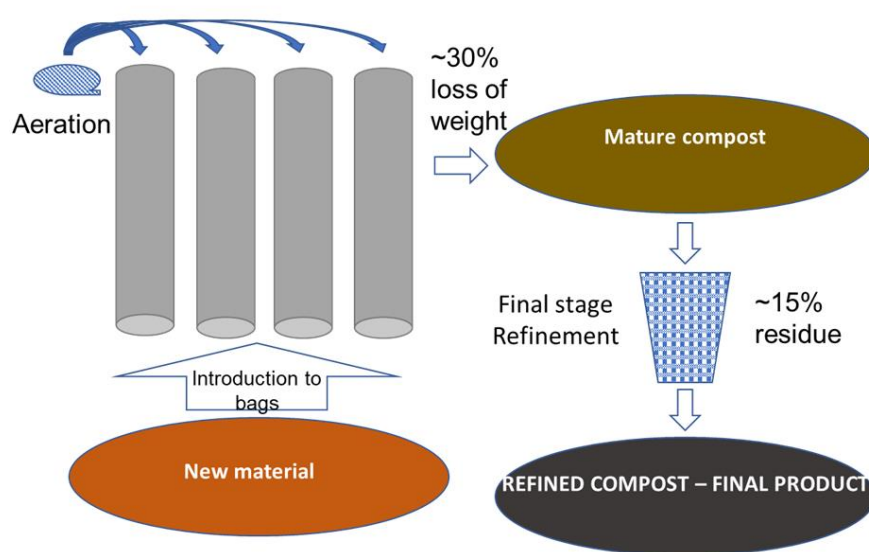 Aeration
~30%
loss of
weight
Mature compost
Final stage
Refinement
~15%
residue
Introduction to
bags
New material
REFINED COMPOST – FINAL PRODUCT